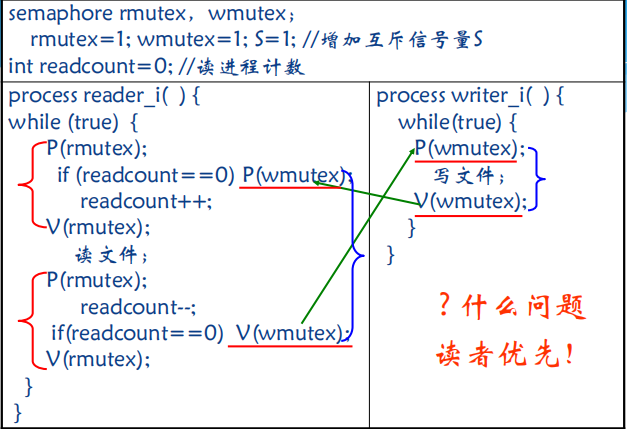 semaphore rmutex，wmutex；
rmutex=1; wmutex=1; S=1; //增加互斥信号量S
int readcount=0; //读进程计数
process reader_i( ) {
while (true) {
P(rmutex);
if (readcount==0) P(wmutex);
readcount++;
V(rmutex);
读文件；
P(rmutex);
readcount--;
if(readcount==0) V(wmutex);
V(rmutex);
}
}
process writer_i( ) {
while(true) {
P(wmutex);
写文件；
V(wmutex);
}
}
？什么问题
读者优先！